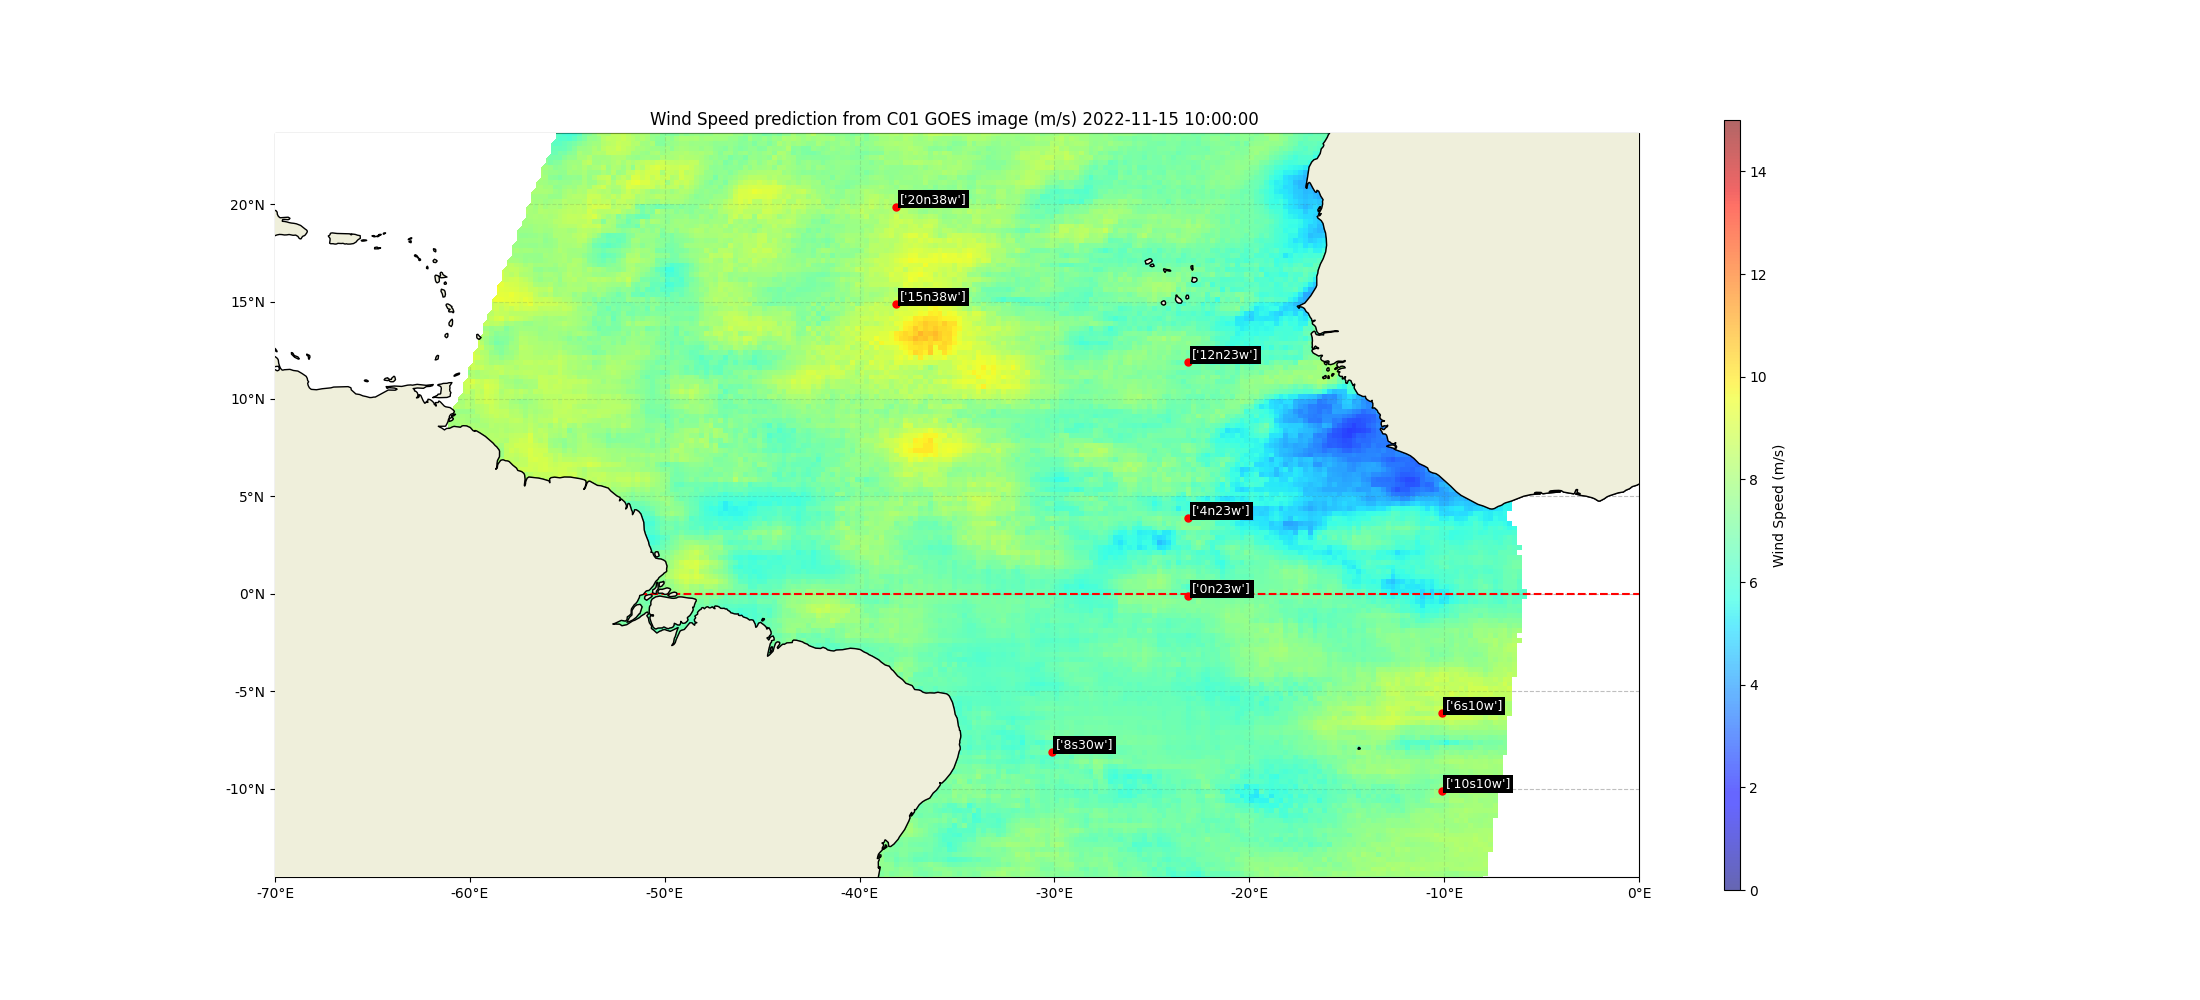 Wind Speed prediction from C01 GOES image (m/s) 2022-11-15 10:00:00
20°N
15°N
10°N
5°N
0°N
-5°N
-10°N
['20n38w']
['15n38w']
['12n23w']
['4n23w']
['0n23w']
['6s10w']
['8s30w']
['10s10w']
-70°E
-60°E
-50°E
-40°E
-30°E
-20°E
-10°E
0°E
14
12
10
8
6
4
2
0
Wind Speed (m/s)